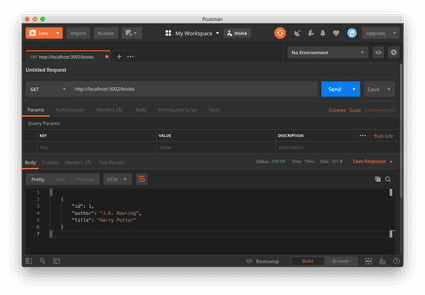 Postman
New Import Runner My Workspace Invite Upgrade
http://localhost:3002/books No Environment
Untitled Request
GET http://localhost:3002/books Send Save
Params Authorization Headers (7) Body Pre-request Script Tests Cookies Code Comments (0)
Query Params
KEY VALUE DESCRIPTION Bulk Edit
Key Value Description
Body Cookies Headers (7) Test Results Status: 200 OK Time: Size: Save Response
Pretty Raw Preview JSON
1 [
2 {
3 "id": 1,
4 "author": "J.K. Rowling",
5 "title": "Harry Potter"
6 }
7 ]
Bootcamp Build Browse